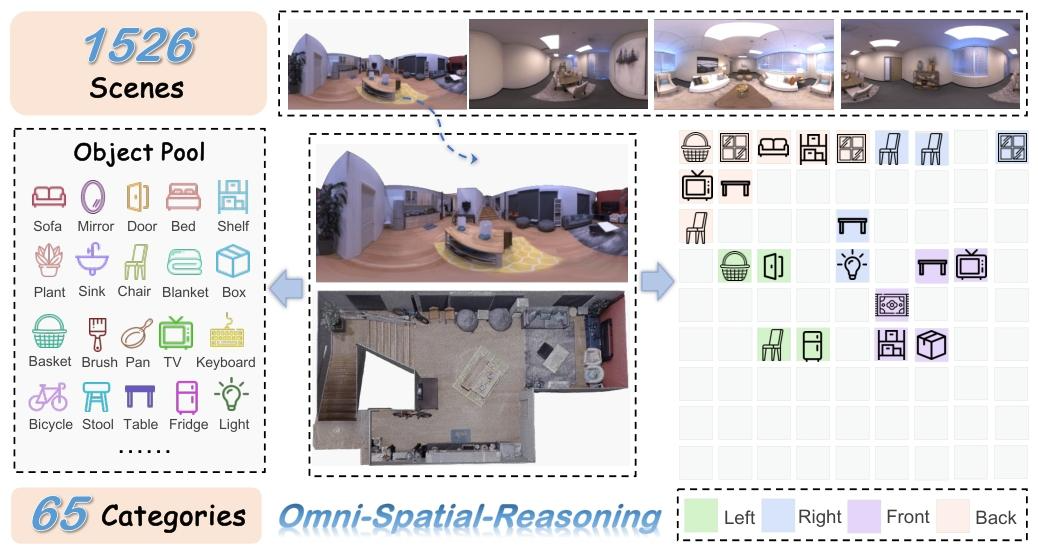 1526
Scenes
Object Pool
Sofa Mirror Door Bed Shelf
Plant Sink Chair Blanket Box
Basket Brush Pan TV Keyboard
Bicycle Stool Table Fridge Light
......
65 Categories
Omni-Spatial-Reasoning
Left Right Front Back